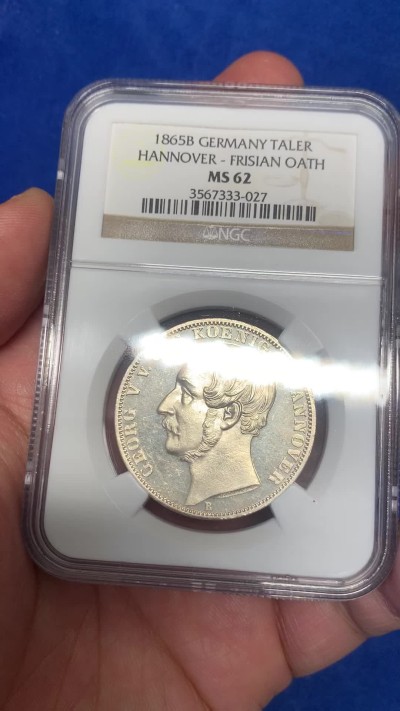 1865B GERMANY TALER
HANNOVER - FRISIAN OATH
MS 62
3567333-027
NGC
GEORG V v. KOENIG HANNOVER
B